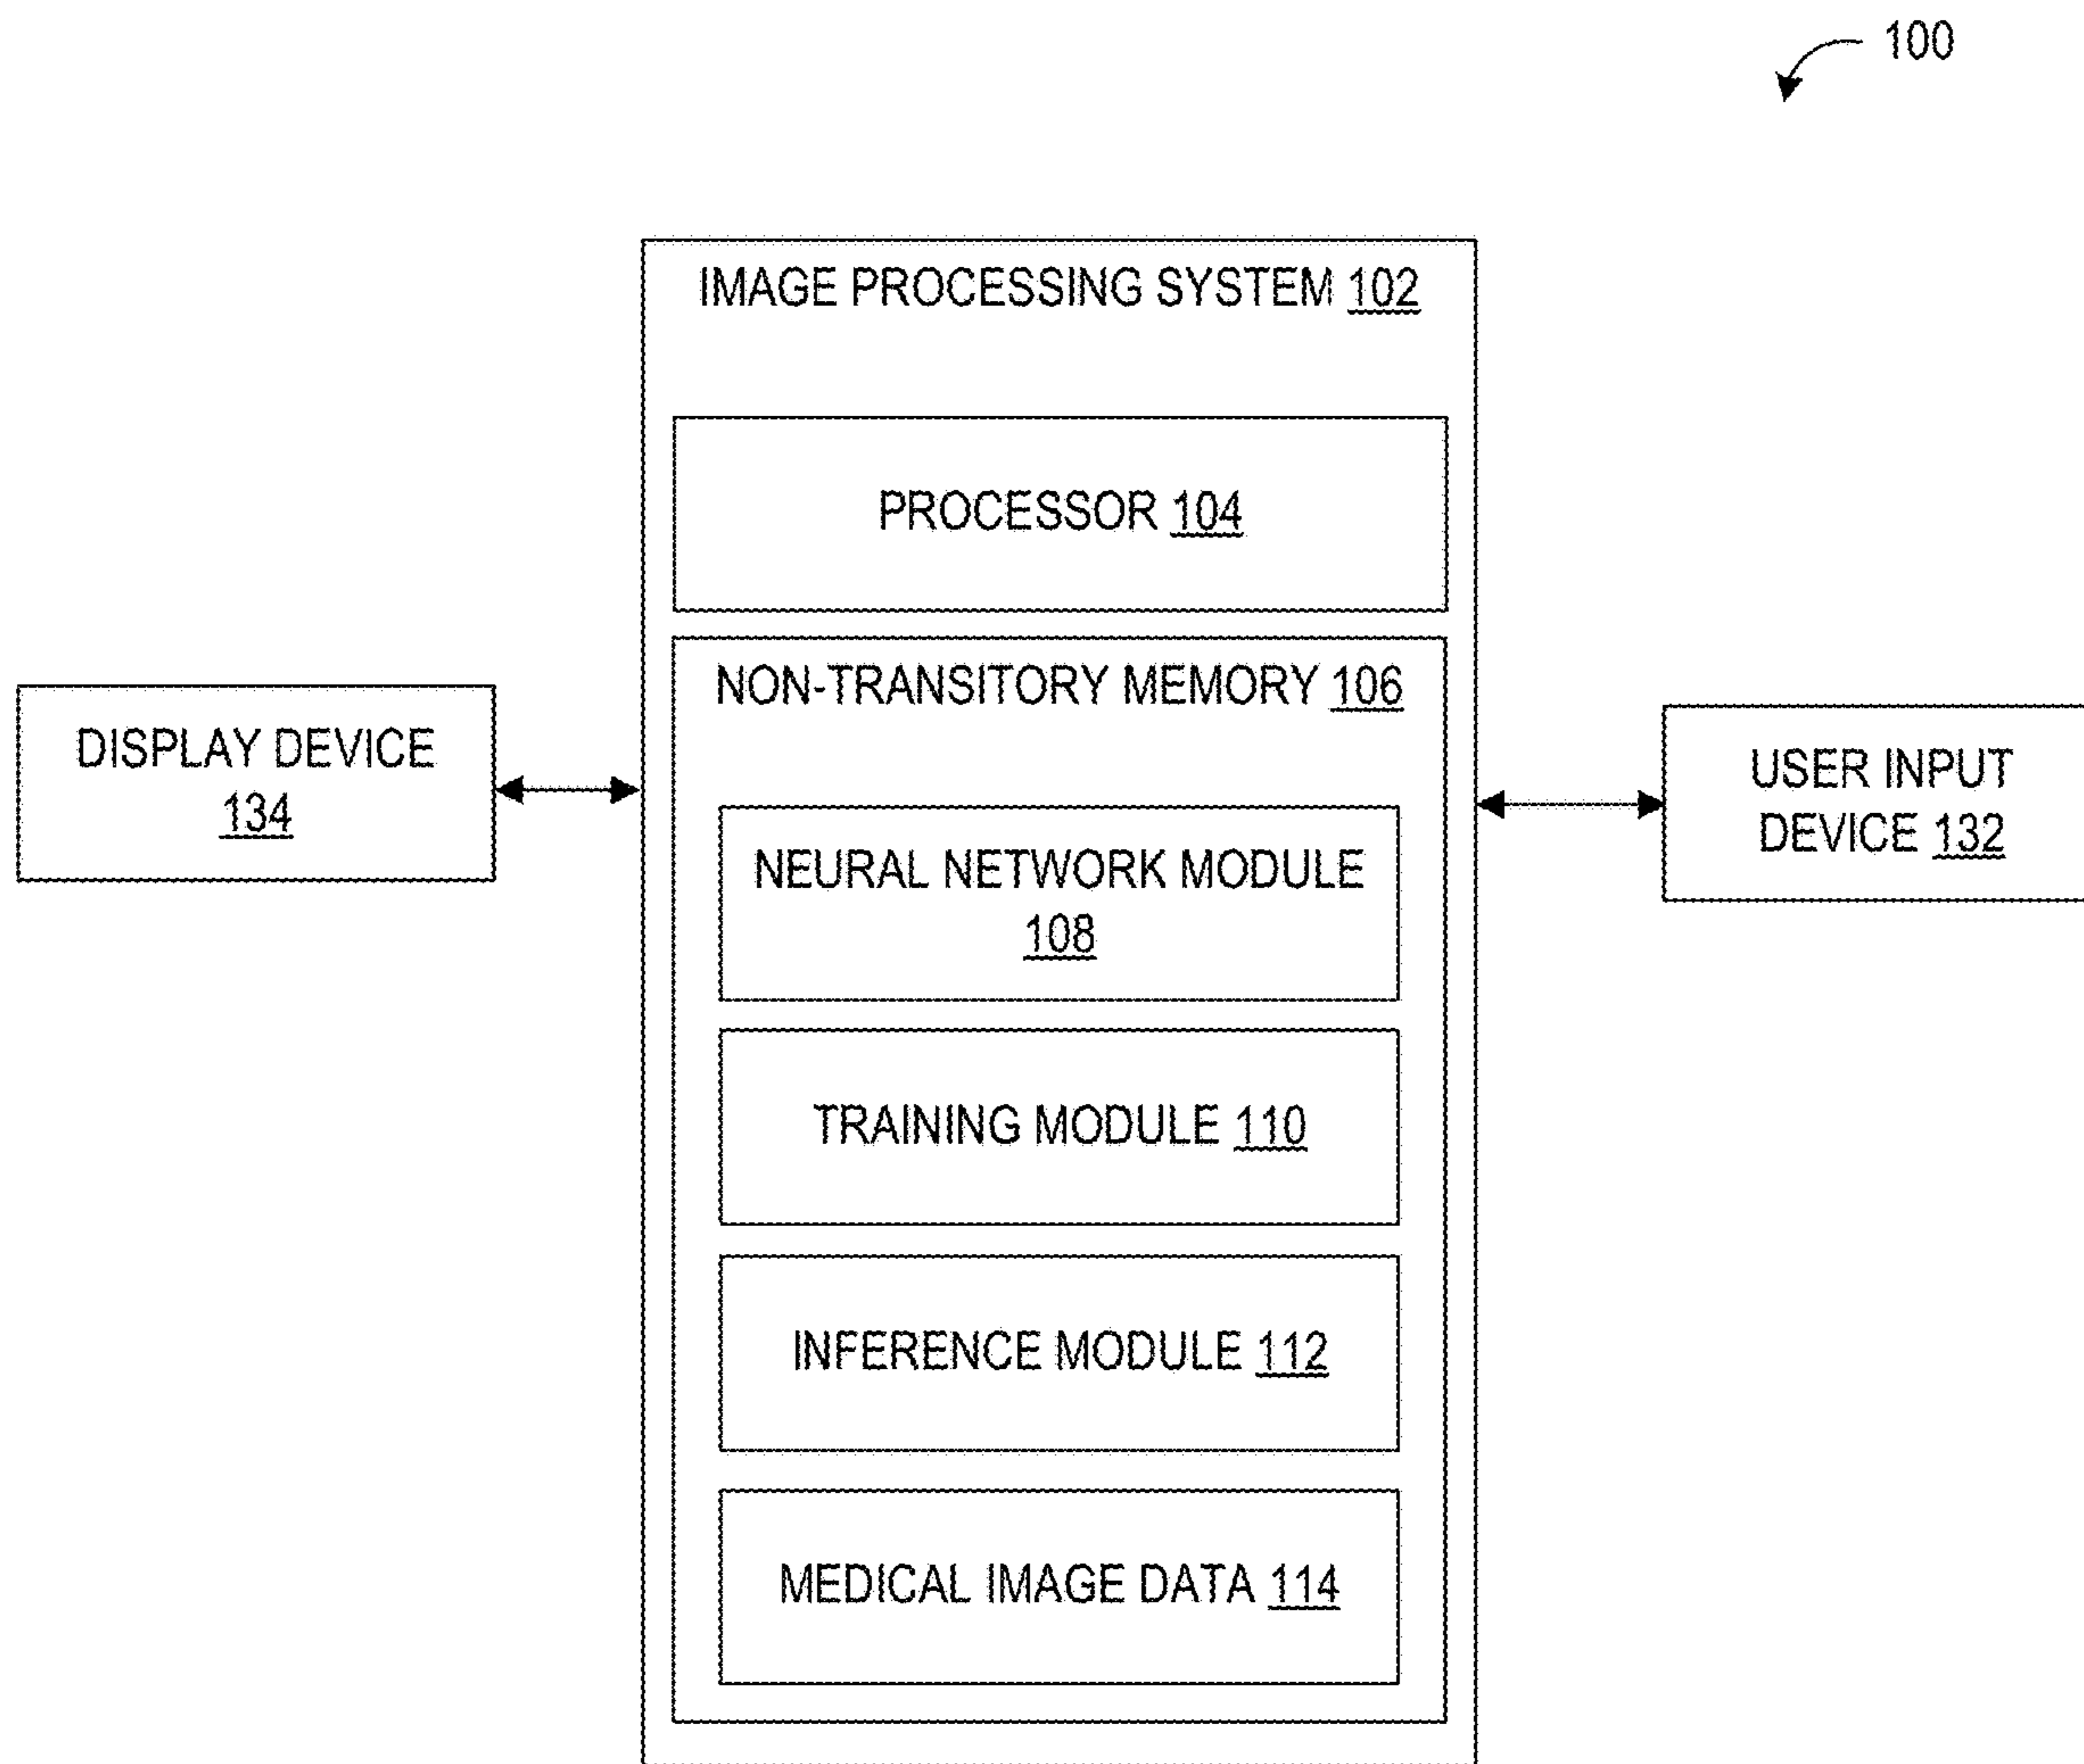 100
IMAGE PROCESSING SYSTEM 102
PROCESSOR 104
NON-TRANSITORY MEMORY 106
DISPLAY DEVICE
134
USER INPUT
DEVICE 132
NEURAL NETWORK MODULE
108
TRAINING MODULE 110
INFERENCE MODULE 112
MEDICAL IMAGE DATA 114